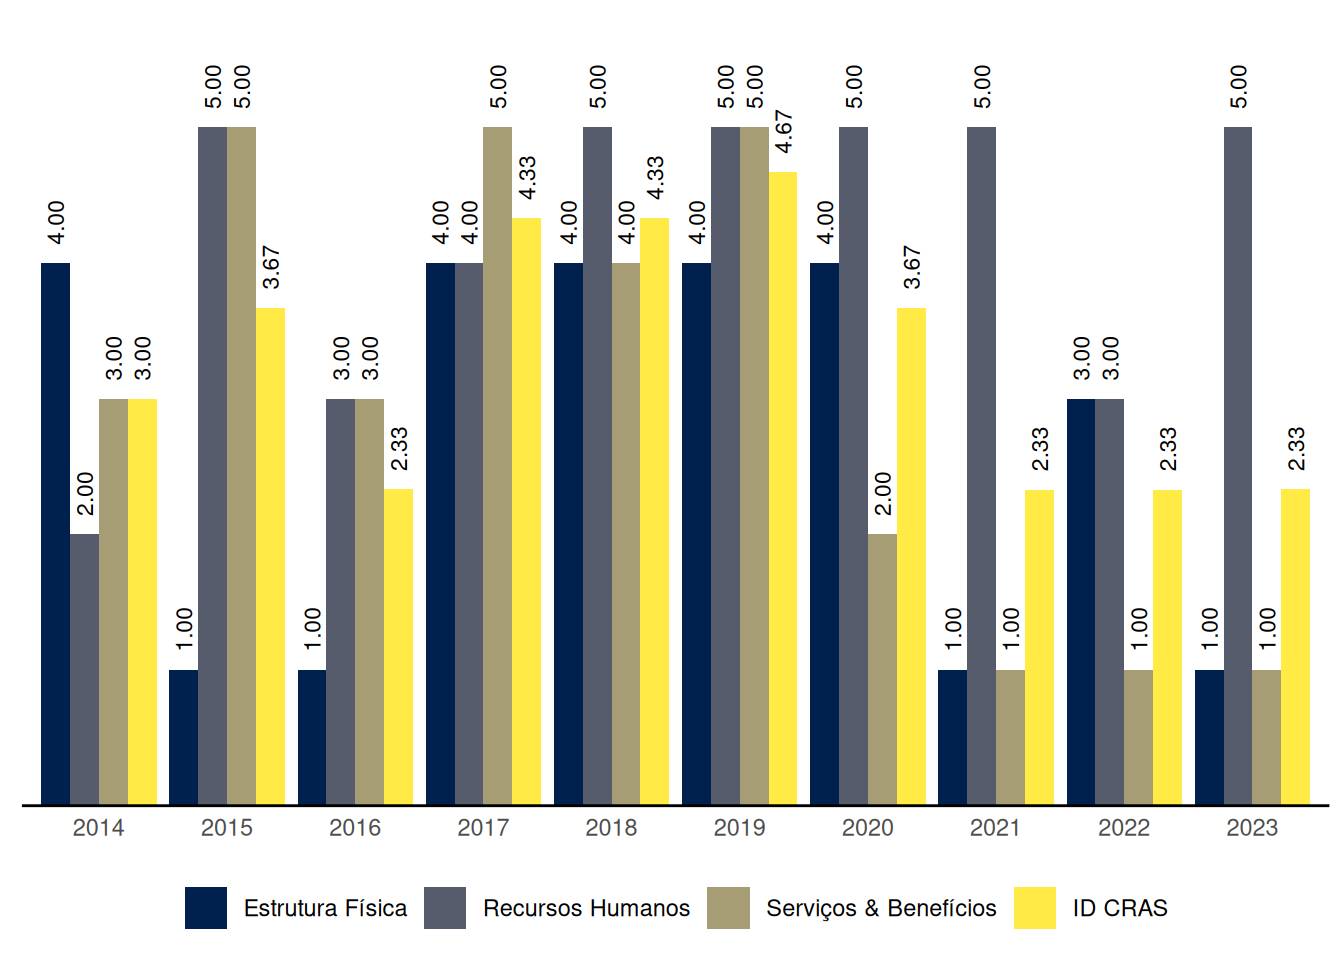 4.00 2.00 3.00 3.00
1.00 5.00 5.00 3.67
1.00 3.00 3.00 2.33
4.00 4.00 5.00 4.33
4.00 5.00 4.00 4.33
4.00 5.00 5.00 4.67
4.00 5.00 2.00 3.67
1.00 5.00 1.00 2.33
3.00 3.00 1.00 2.33
1.00 5.00 1.00 2.33
2014 2015 2016 2017 2018 2019 2020 2021 2022 2023
Estrutura Física Recursos Humanos Serviços & Benefícios ID CRAS